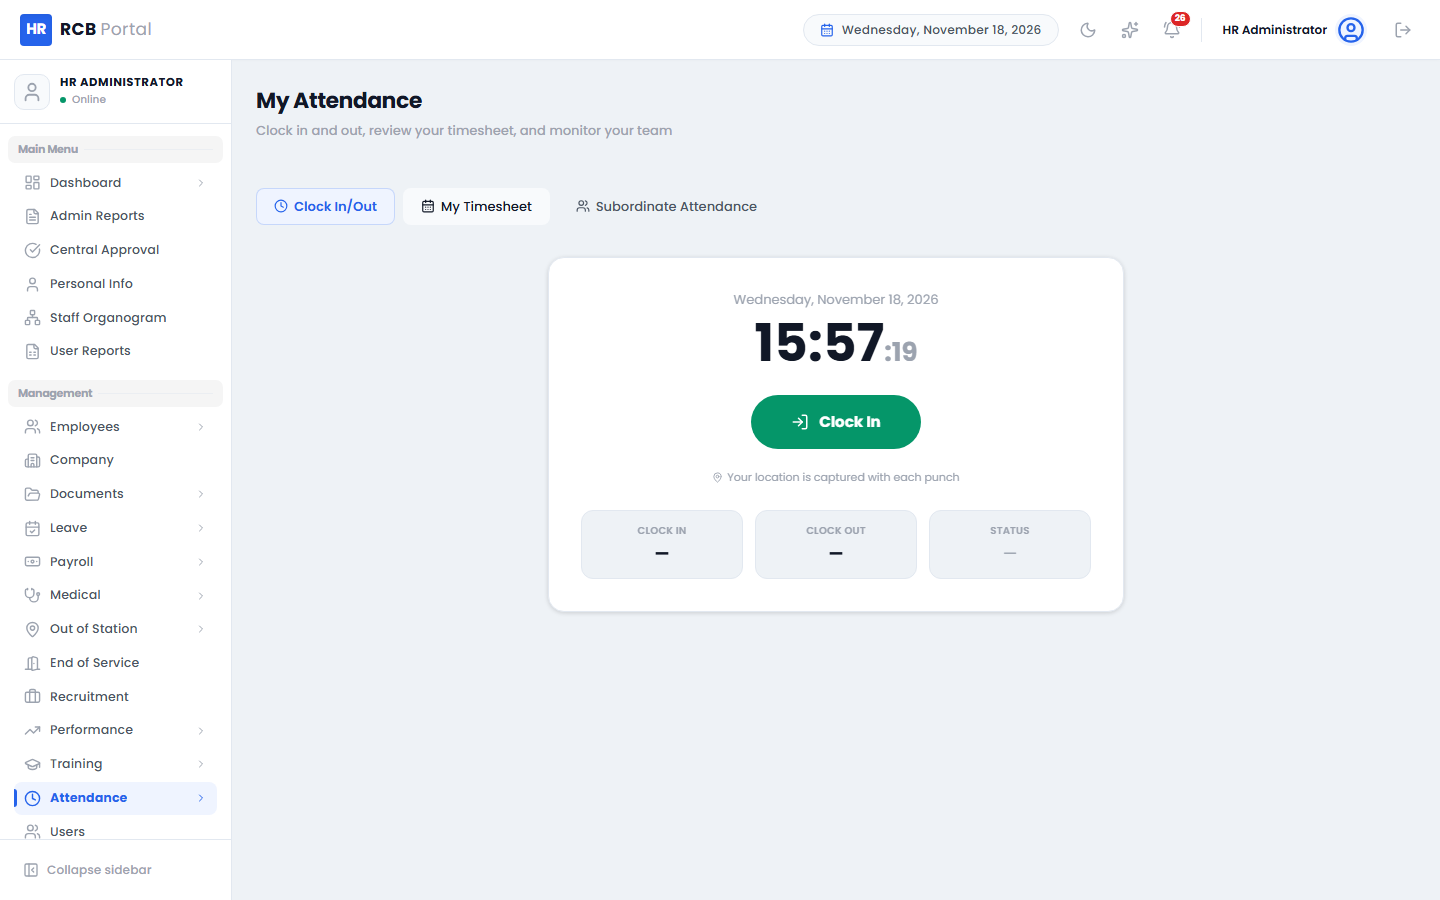 HR RCB Portal
Wednesday, November 18, 2026
26
HR Administrator
HR ADMINISTRATOR
Online
Main Menu
Dashboard
Admin Reports
Central Approval
Personal Info
Staff Organogram
User Reports
Management
Employees
Company
Documents
Leave
Payroll
Medical
Out of Station
End of Service
Recruitment
Performance
Training
Attendance
Users
Collapse sidebar
My Attendance
Clock in and out, review your timesheet, and monitor your team
Clock In/Out My Timesheet Subordinate Attendance
Wednesday, November 18, 2026
15:57:19
Clock In
Your location is captured with each punch
CLOCK IN CLOCK OUT STATUS
— — —